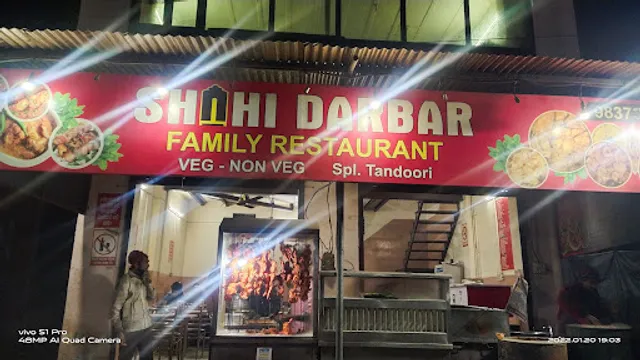 SHAHI DARBAR
9837
FAMILY RESTAURANT
VEG - NON VEG Spl. Tandoori
vivo S1 Pro
48MP AI Quad Camera
2022.01.20 19:03